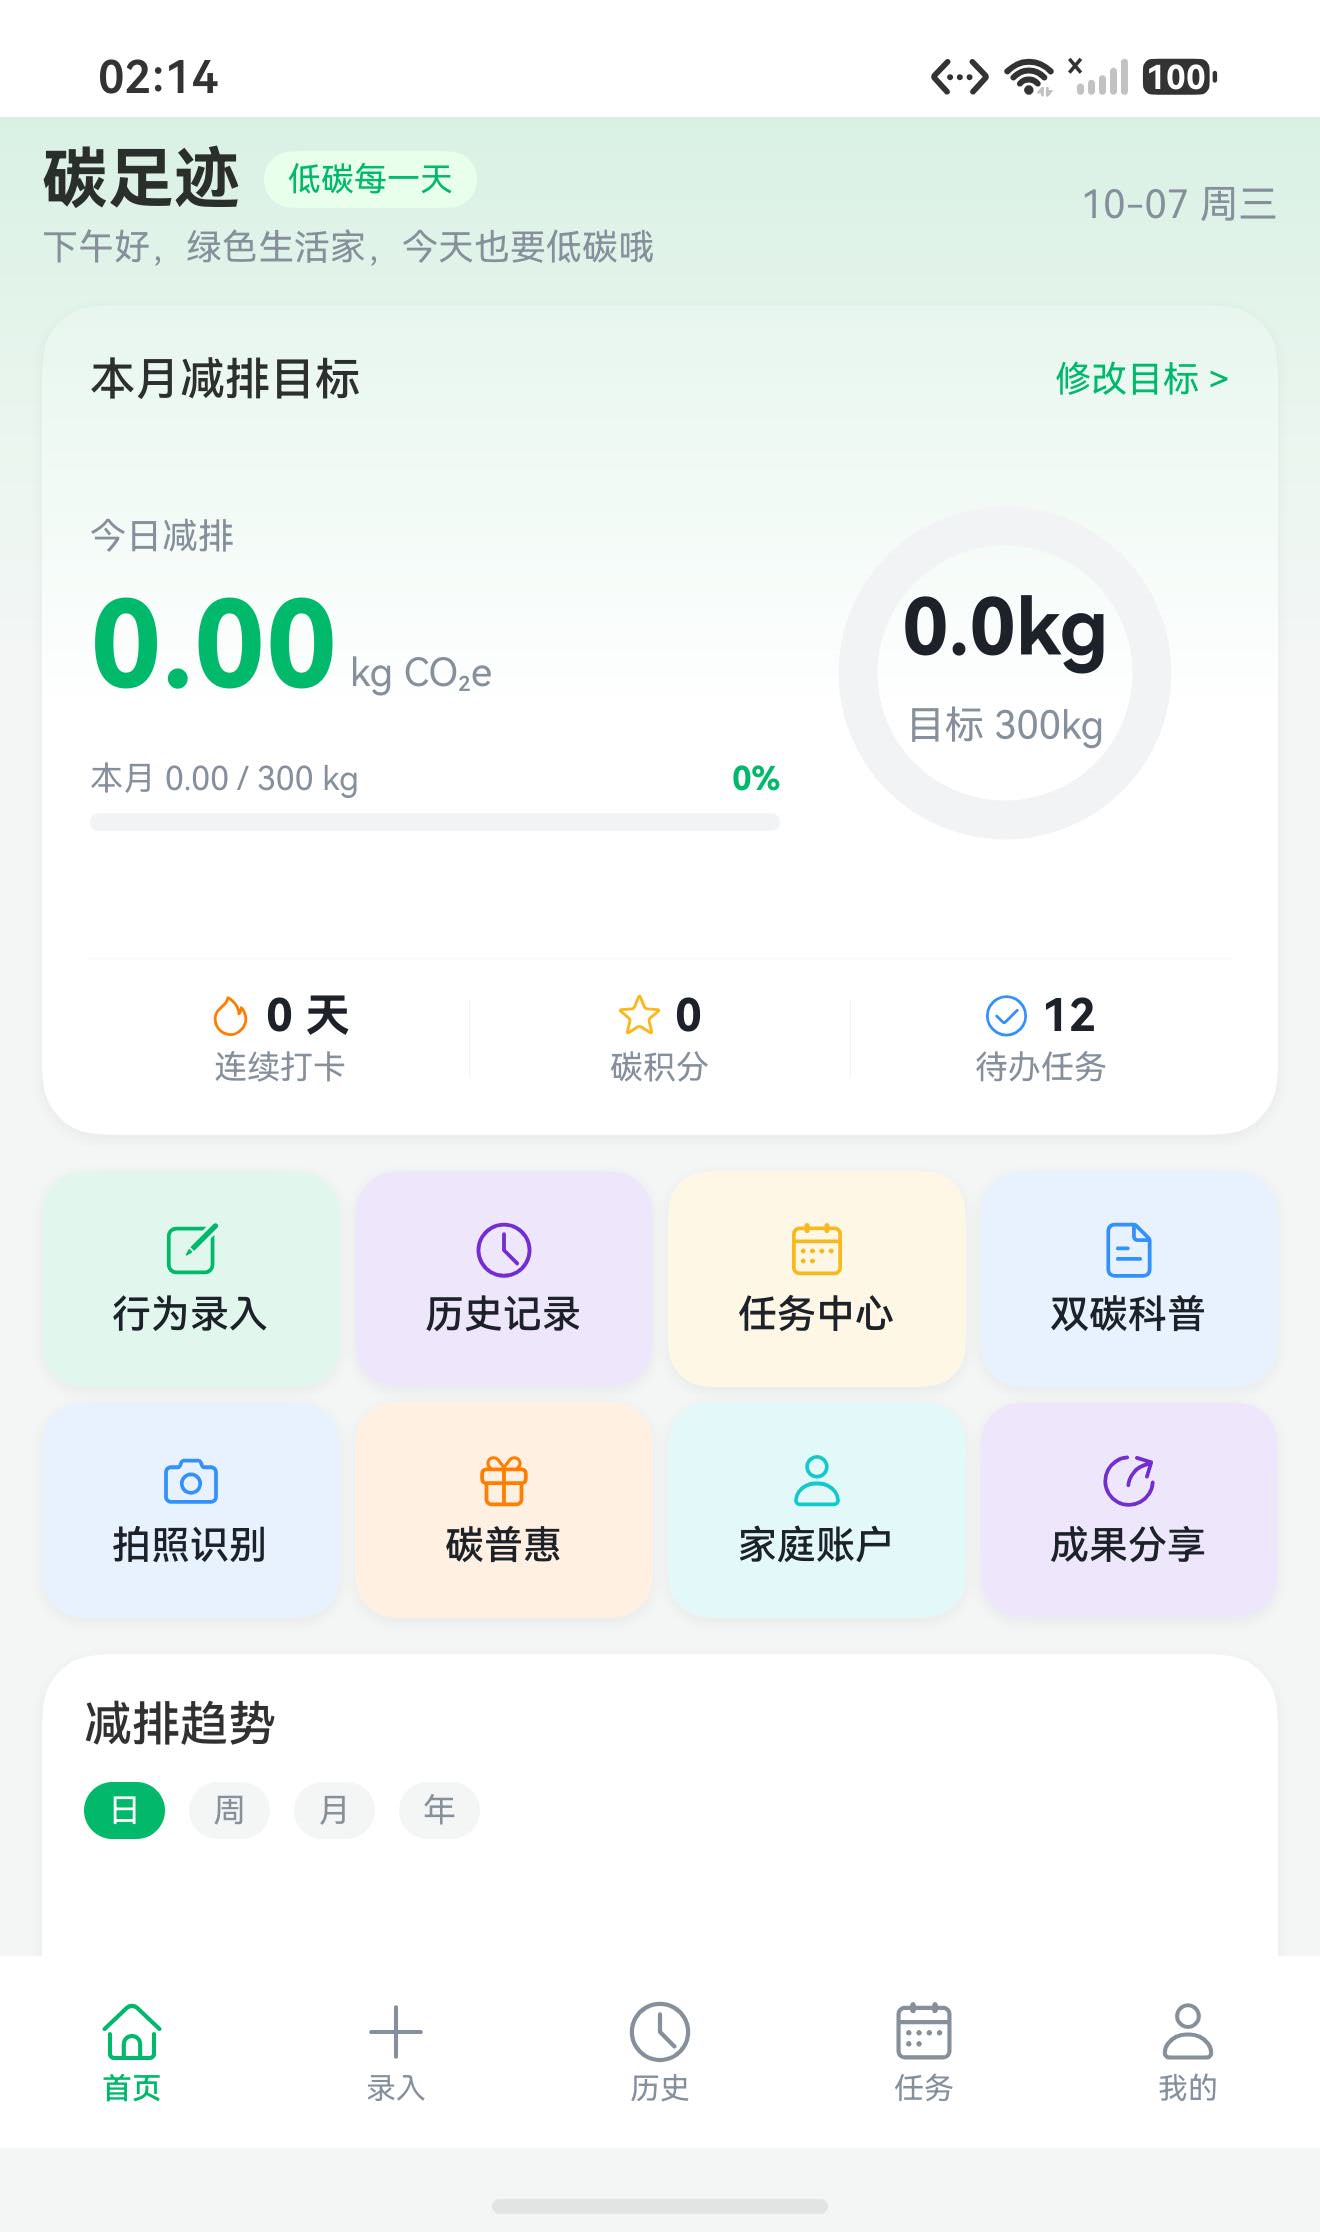 02:14
100
碳足迹 低碳每一天
10-07 周三
下午好，绿色生活家，今天也要低碳哦
本月减排目标 修改目标 >
今日减排
0.00 kg CO₂e
0.0kg
目标 300kg
本月 0.00 / 300 kg 0%
0 天 0 12
连续打卡 碳积分 待办任务
行为录入 历史记录 任务中心 双碳科普
拍照识别 碳普惠 家庭账户 成果分享
减排趋势
日 周 月 年
首页 录入 历史 任务 我的